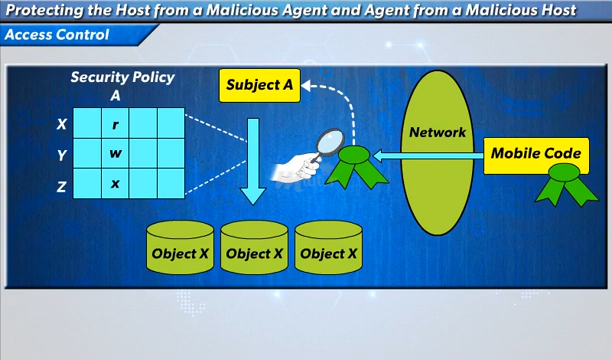 Protecting the Host from a Malicious Agent and Agent from a Malicious Host
Access Control
Security Policy
A
X r
Y w
Z x
Subject A
Network
Mobile Code
Object X
Object X
Object X